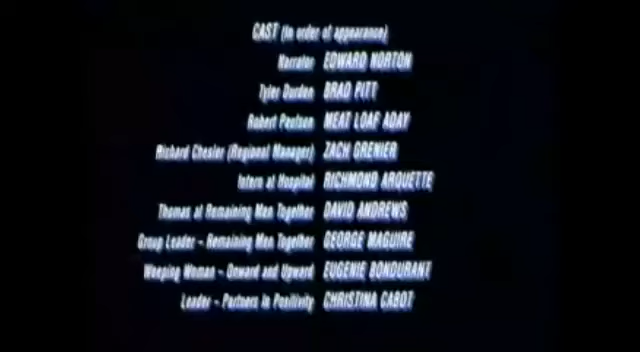 CAST (in order of appearance)
Narrator EDWARD NORTON
Tyler Durden BRAD PITT
Robert Paulson MEAT LOAF ADAY
Richard Chesler (Regional Manager) ZACH GRENIER
Intern at Hospital RICHMOND ARQUETTE
Thomas at Remaining Men Together DAVID ANDREWS
Group Leader - Remaining Men Together GEORGE MAGUIRE
Weeping Woman - Onward and Upward EUGENIE BONDURANT
Leader - Partners in Positivity CHRISTINA CABOT